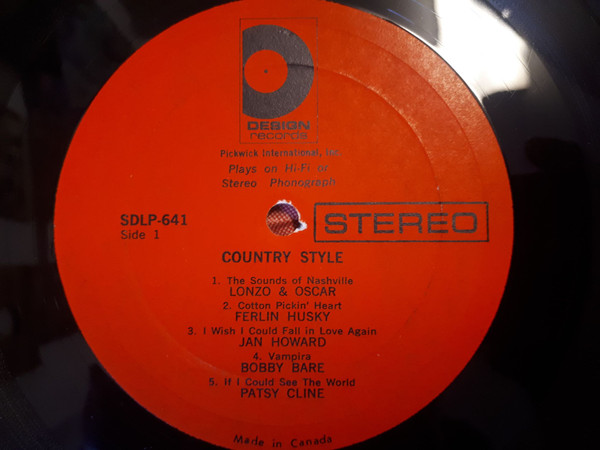 DESIGN
records
Pickwick International, Inc.
Plays on Hi-Fi or
Stereo Phonograph
SDLP-641
Side 1
STEREO
COUNTRY STYLE
1. The Sounds of Nashville
LONZO & OSCAR
2. Cotton Pickin' Heart
FERLIN HUSKY
3. I Wish I Could Fall in Love Again
JAN HOWARD
4. Vampira
BOBBY BARE
5. If I Could See The World
PATSY CLINE
Made in Canada